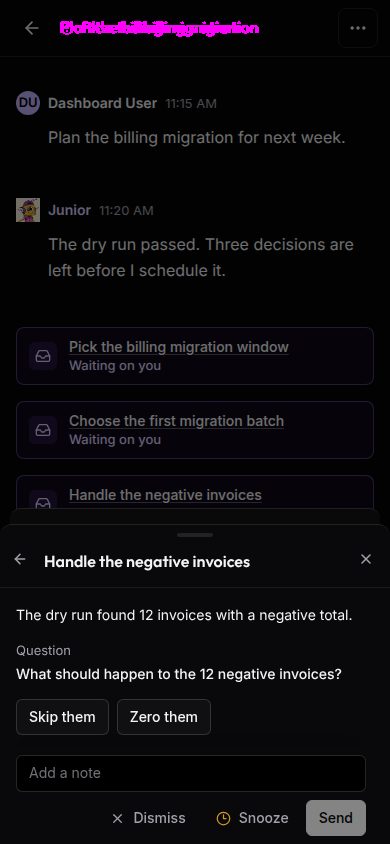 DU Dashboard User 11:15 AM
Plan the billing migration for next week.
Junior 11:20 AM
The dry run passed. Three decisions are
left before I schedule it.
Pick the billing migration window
Waiting on you
Choose the first migration batch
Waiting on you
Handle the negative invoices
Handle the negative invoices
The dry run found 12 invoices with a negative total.
Question
What should happen to the 12 negative invoices?
Skip them Zero them
Add a note
Dismiss Snooze Send